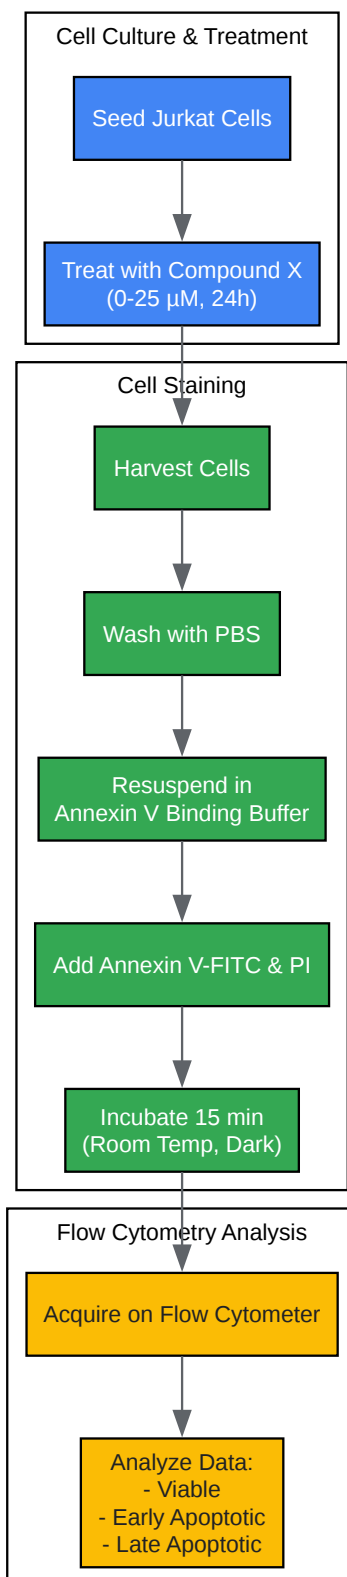 Cell Culture & Treatment
Seed Jurkat Cells
Treat with Compound X
(0-25 µM, 24h)
Cell Staining
Harvest Cells
Wash with PBS
Resuspend in
Annexin V Binding Buffer
Add Annexin V-FITC & PI
Incubate 15 min
(Room Temp, Dark)
Flow Cytometry Analysis
Acquire on Flow Cytometer
Analyze Data:
- Viable
- Early Apoptotic
- Late Apoptotic